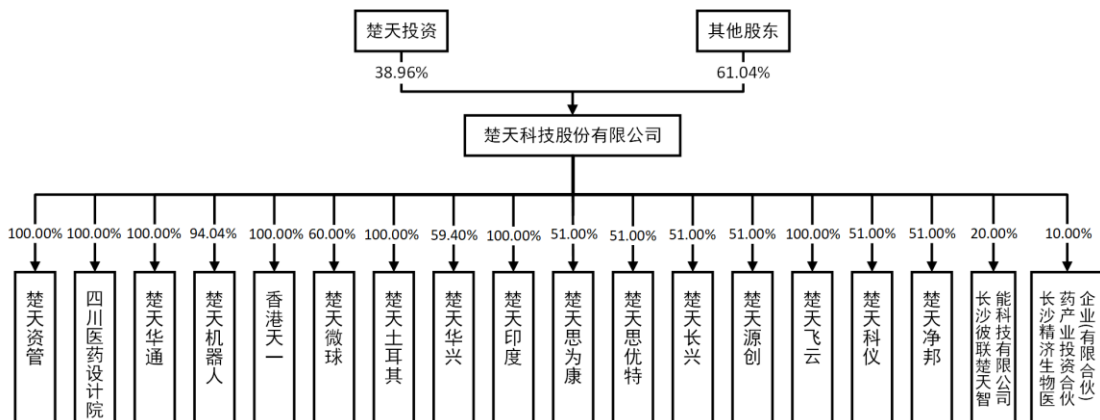 楚天投资
其他股东
38.96%
61.04%
楚天科技股份有限公司
100.00%
100.00%
100.00%
94.04%
100.00%
60.00%
100.00%
59.40%
100.00%
51.00%
51.00%
51.00%
51.00%
100.00%
51.00%
51.00%
20.00%
10.00%
楚天资管
四川医药设计院
楚天华通
楚天机器人
香港天一
楚天微球
楚天土耳其
楚天华兴
楚天印度
楚天思为康
楚天思优特
楚天长兴
楚天源创
楚天飞云
楚天科仪
楚天净邦
长沙彼联楚天智
能科技有限公司
长沙精济生物医
药产业投资合伙
企业(有限合伙)